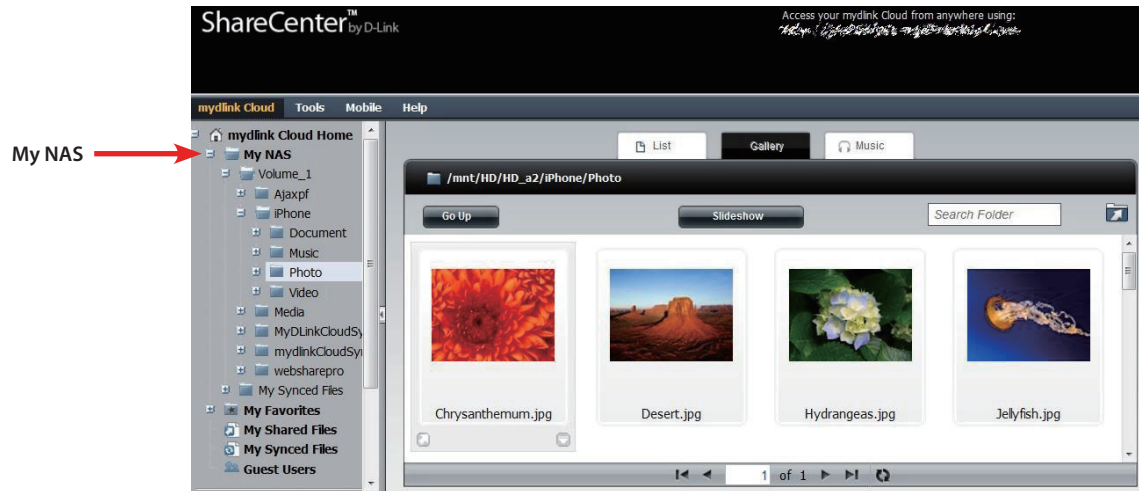 ShareCenter™ by D-Link
Access your mydlink Cloud from anywhere using:
mydlink Cloud Tools Mobile Help
My NAS
mydlink Cloud Home
My NAS
Volume_1
Ajaxpf
iPhone
Document
Music
Photo
Video
Media
MyDLinkCloudSy
mydlinkCloudSyn
websharepro
My Synced Files
My Favorites
My Shared Files
My Synced Files
Guest Users
List Gallery Music
/mnt/HD/HD_a2/iPhone/Photo
Go Up Slideshow Search Folder
Chrysanthemum.jpg Desert.jpg Hydrangeas.jpg Jellyfish.jpg
1 of 1